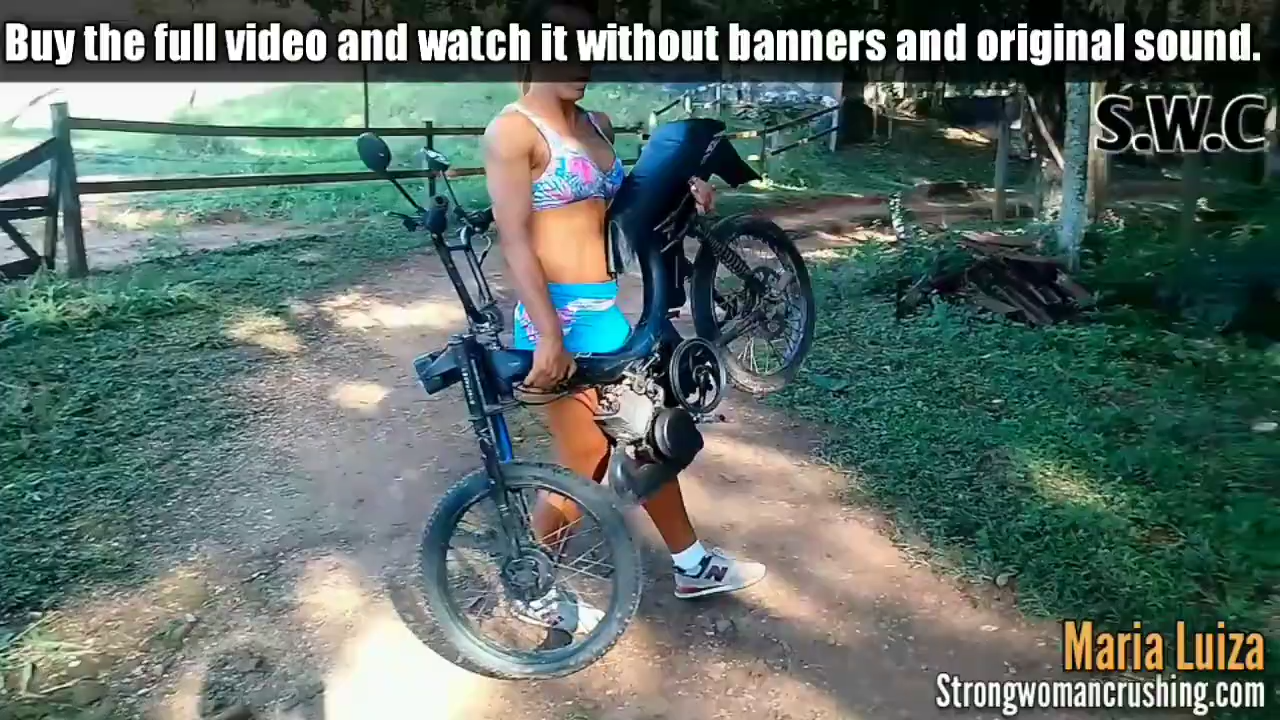 Buy the full video and watch it without banners and original sound.
S.W.C
Maria Luiza
Strongwomancrushing.com